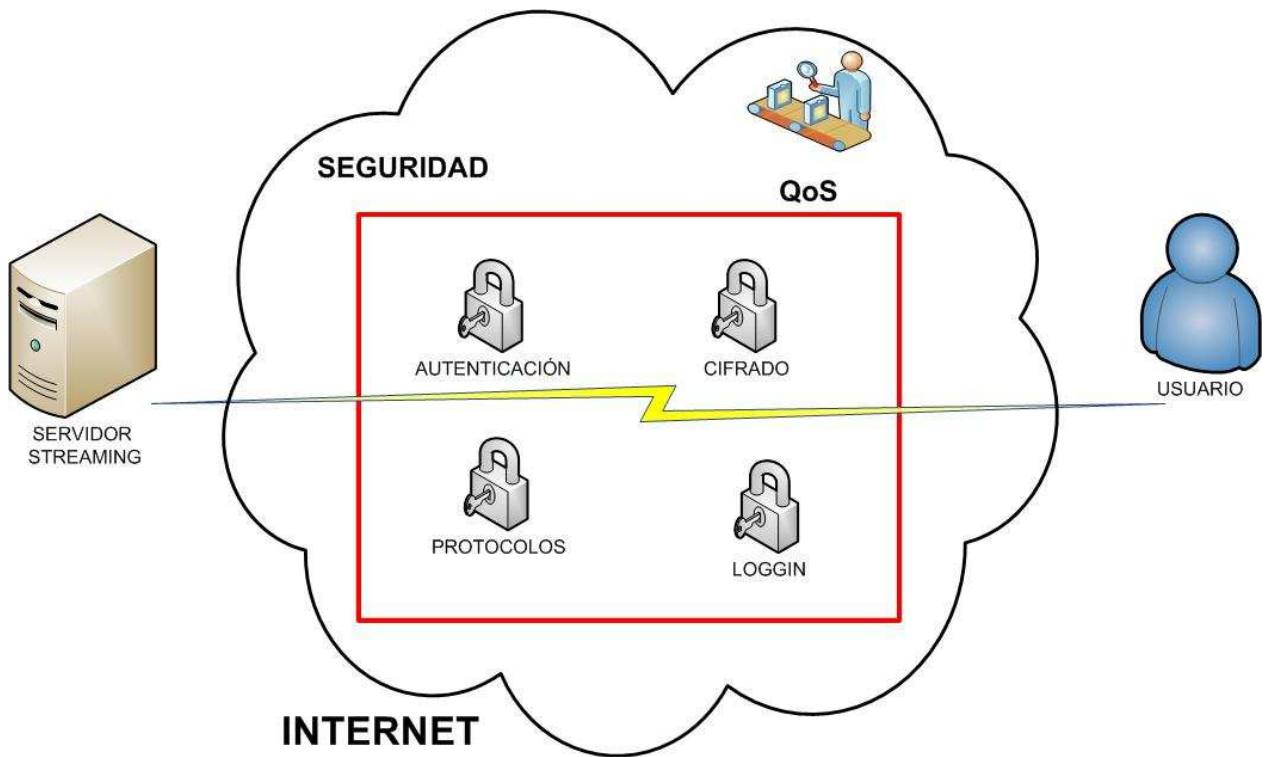 SEGURIDAD
QoS
AUTENTICACIÓN
CIFRADO
USUARIO
SERVIDOR
STREAMING
PROTOCOLOS
LOGGIN
INTERNET